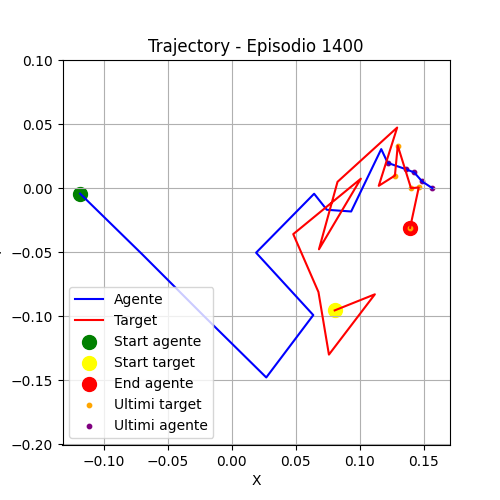 Trajectory - Episodio 1400
0.10
0.05
0.00
−0.05
−0.10
−0.15
−0.20
Agente
Target
Start agente
Start target
End agente
Ultimi target
Ultimi agente
−0.10 −0.05 0.00 0.05 0.10 0.15
X